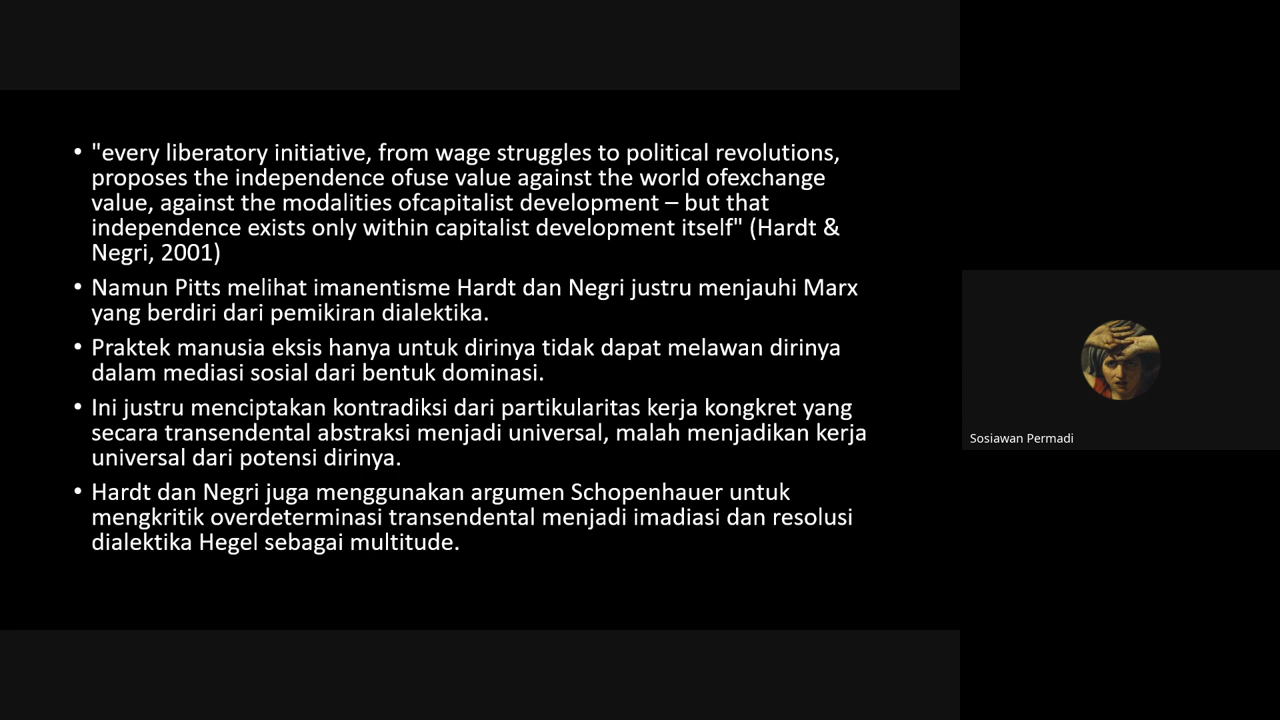 • "every liberatory initiative, from wage struggles to political revolutions,
proposes the independence ofuse value against the world ofexchange
value, against the modalities ofcapitalist development – but that
independence exists only within capitalist development itself" (Hardt &
Negri, 2001)
• Namun Pitts melihat imanentisme Hardt dan Negri justru menjauhi Marx
yang berdiri dari pemikiran dialektika.
• Praktek manusia eksis hanya untuk dirinya tidak dapat melawan dirinya
dalam mediasi sosial dari bentuk dominasi.
• Ini justru menciptakan kontradiksi dari partikularitas kerja kongkret yang
secara transendental abstraksi menjadi universal, malah menjadikan kerja
universal dari potensi dirinya.
• Hardt dan Negri juga menggunakan argumen Schopenhauer untuk
mengkritik overdeterminasi transendental menjadi imadiasi dan resolusi
dialektika Hegel sebagai multitude.
Sosiawan Permadi